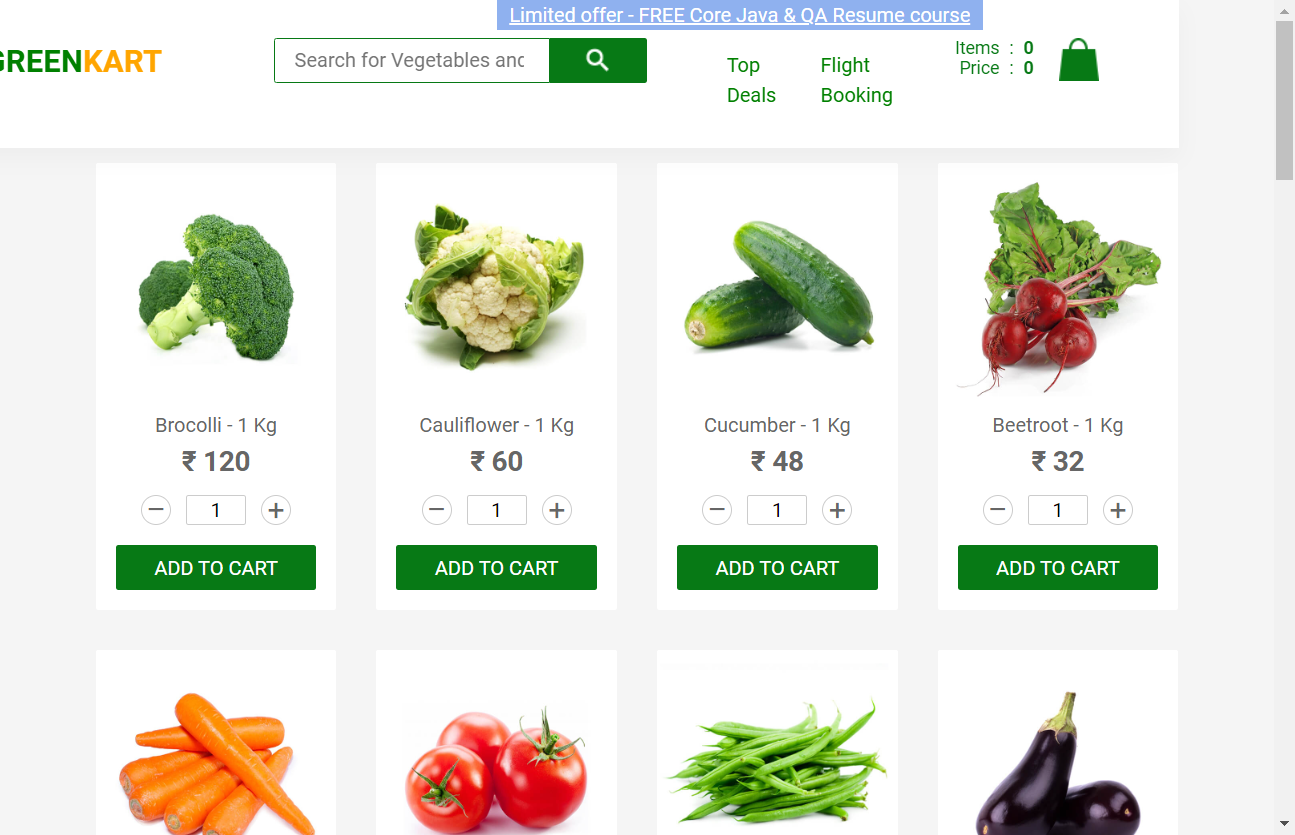 Limited offer - FREE Core Java & QA Resume course
GREENKART
Search for Vegetables and
Top Deals
Flight Booking
Items : 0
Price : 0
Brocolli - 1 Kg
₹ 120
− 1 +
ADD TO CART
Cauliflower - 1 Kg
₹ 60
− 1 +
ADD TO CART
Cucumber - 1 Kg
₹ 48
− 1 +
ADD TO CART
Beetroot - 1 Kg
₹ 32
− 1 +
ADD TO CART